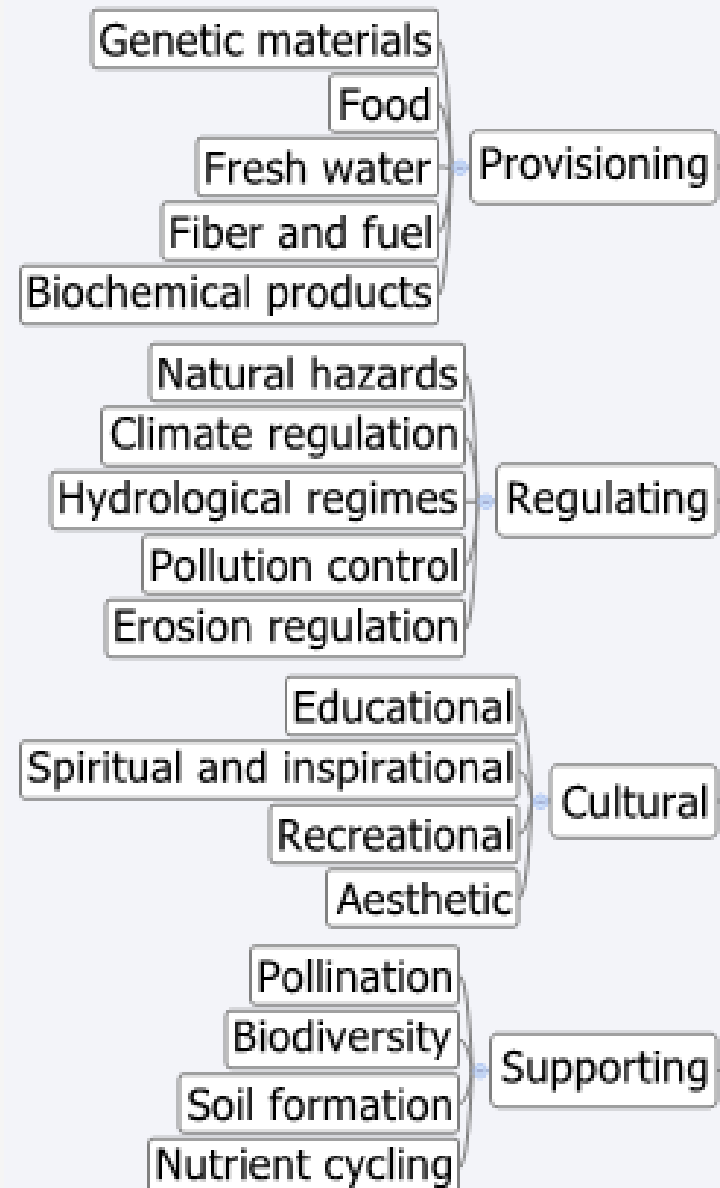 Genetic materials
Food
Fresh water
Fiber and fuel
Biochemical products
Provisioning
Natural hazards
Climate regulation
Hydrological regimes
Pollution control
Erosion regulation
Regulating
Educational
Spiritual and inspirational
Recreational
Aesthetic
Cultural
Pollination
Biodiversity
Soil formation
Nutrient cycling
Supporting